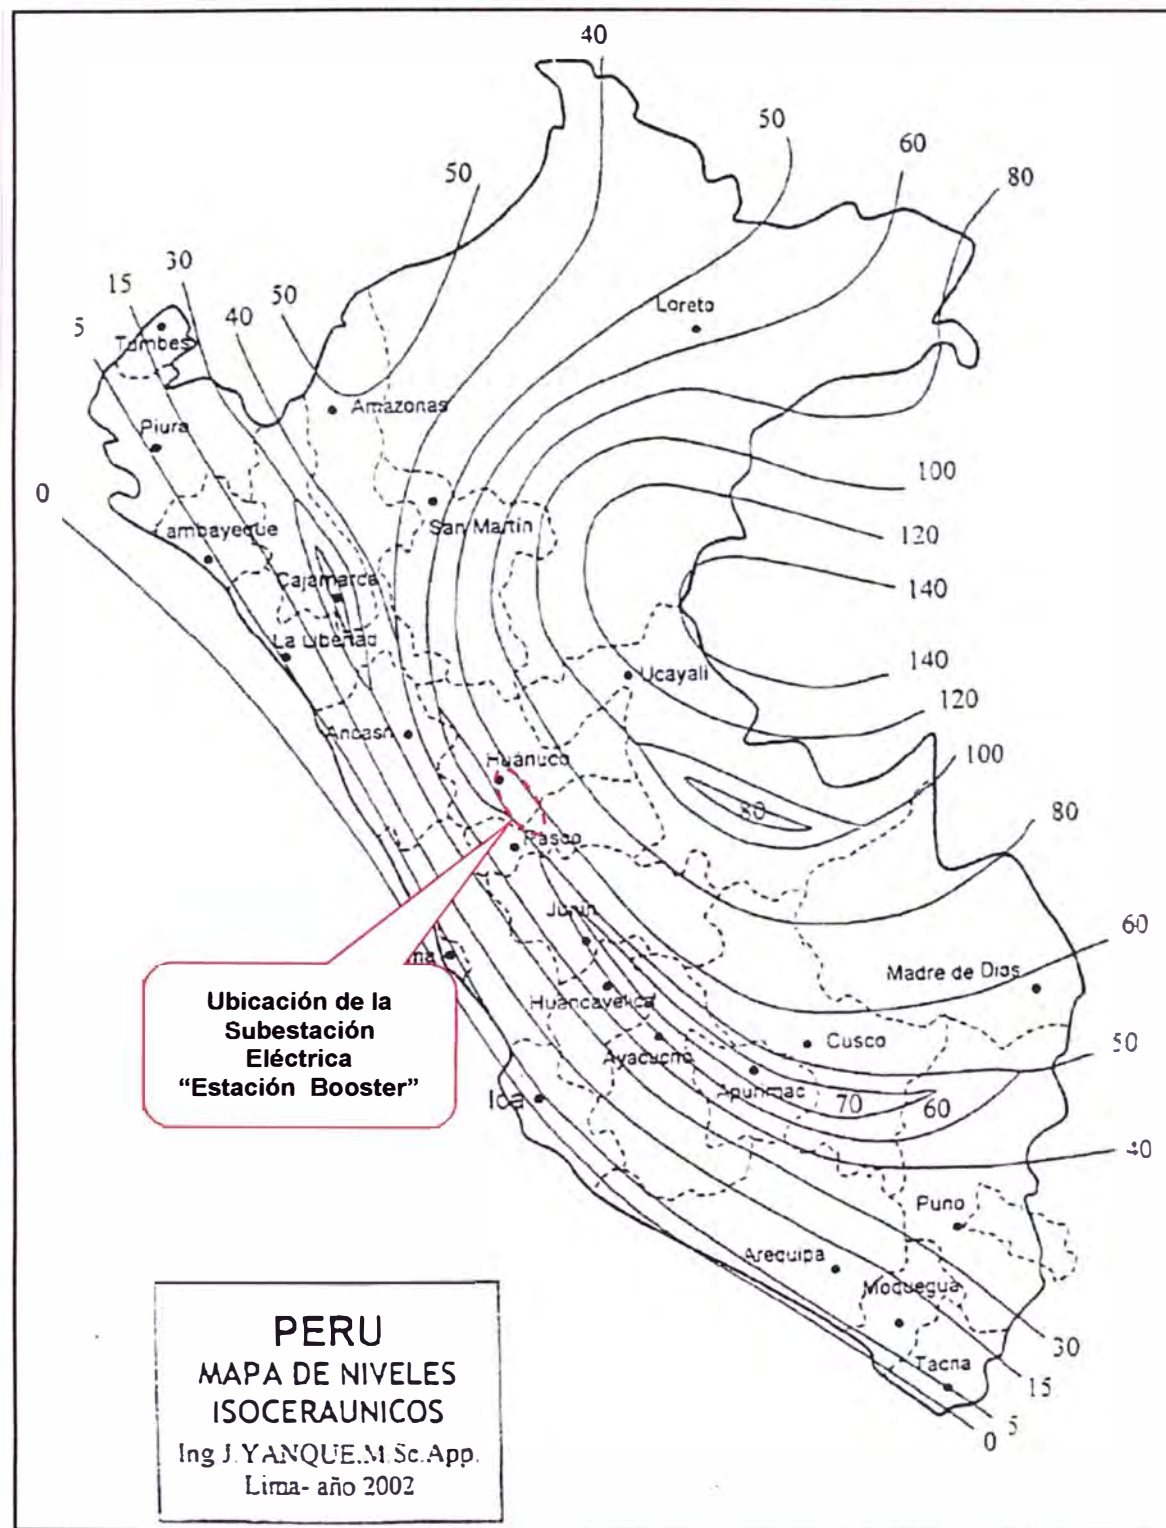 40
50
60
80
50
30
15
50
40
5
Loreto
Tumbes
Amazonas
Piura
0
100
San Martin
ambayeque
120
Cajamarca
140
La Libertad
140
Ucayali
120
Ancash
100
Huánuco
80
80
Pasco
Junin
60
ma
Madre de Dios
Ubicación de la
Subestación
Eléctrica
“Estación Booster”
Huancavelica
Cusco
Ayacucho
50
Apurimac
Ica
70
60
40
Puno
Arequipa
Moquegua
30
Tacna
15
5
0
PERU
MAPA DE NIVELES
ISOCERAUNICOS
Ing J.YANQUE.M.Sc.App.
Lima- año 2002